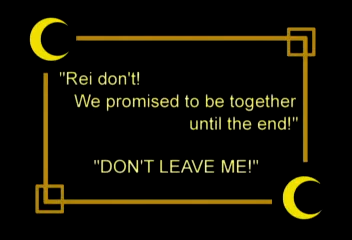 "Rei don't!
We promised to be together
until the end!"
"DON'T LEAVE ME!"